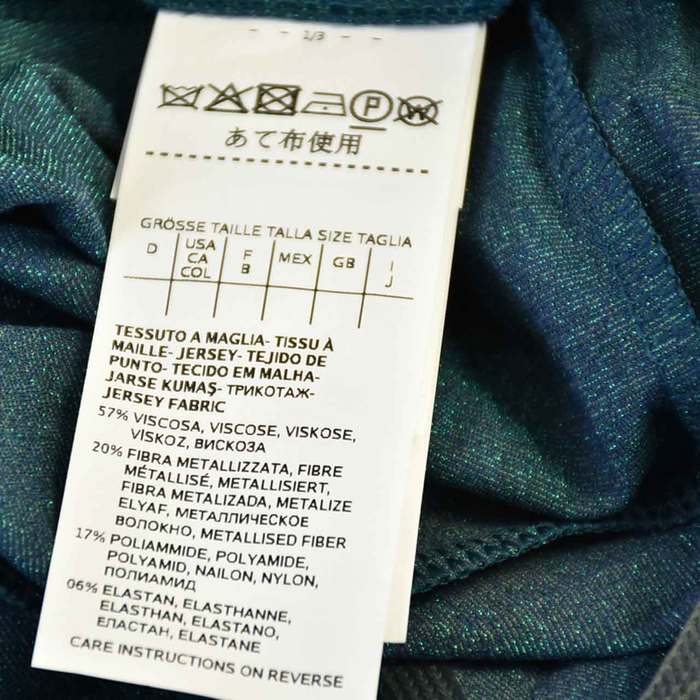 - - 1/3 - -
P W
あて布使用
GRÖSSE TAILLE TALLA SIZE TAGLIA
D USA CA COL F B MEX GB I J
TESSUTO A MAGLIA- TISSU À
MAILLE- JERSEY- TEJIDO DE
PUNTO- TECIDO EM MALHA-
JARSE KUMAŞ- ТРИКОТАЖ-
JERSEY FABRIC
57% VISCOSA, VISCOSE, VISKOSE,
VİSKOZ, ВИСКОЗА
20% FIBRA METALLIZZATA, FIBRE
MÉTALLISÉ, METALLISIERT,
FIBRA METALIZADA, METALIZE
ELYAF, МЕТАЛЛИЧЕСКОЕ
ВОЛОКНО, METALLISED FIBER
17% POLIAMMIDE, POLYAMIDE,
POLYAMID, NAILON, NYLON,
ПОЛИАМИД
06% ELASTAN, ELASTHANNE,
ELASTHAN, ELASTANO,
ЕЛАСТАН, ELASTANE
CARE INSTRUCTIONS ON REVERSE